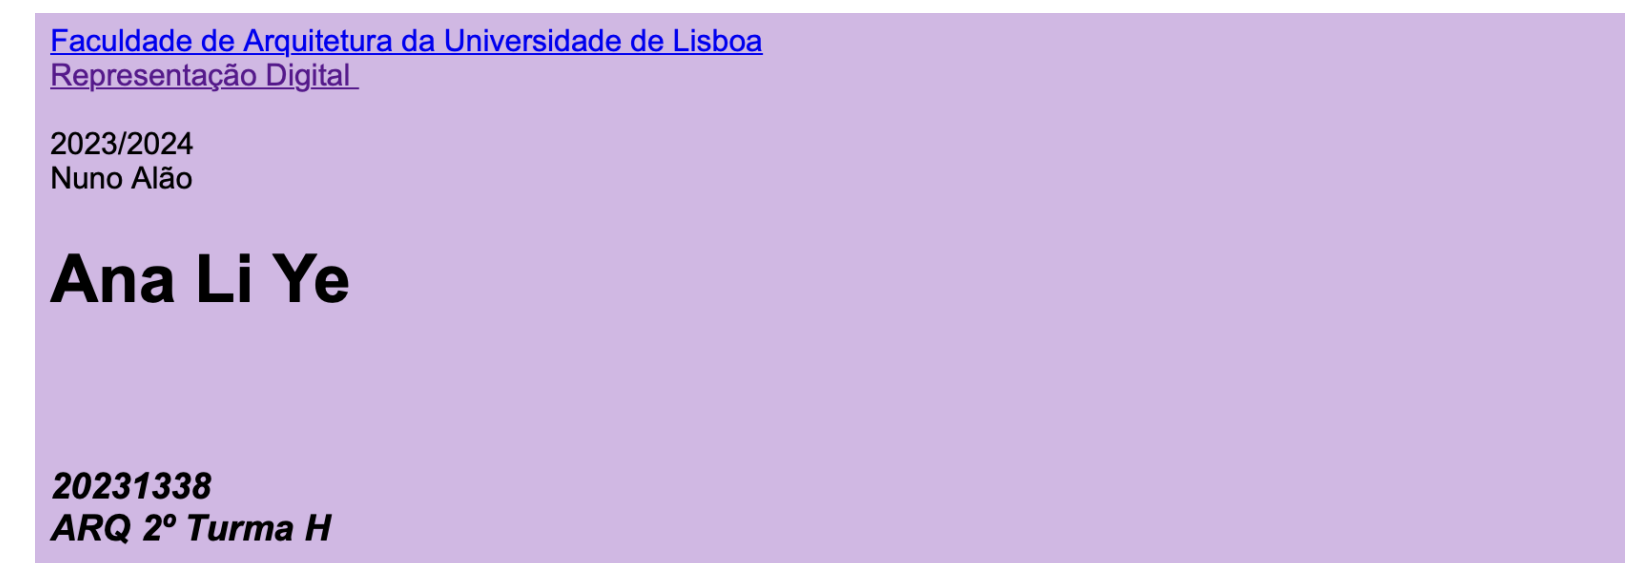 Faculdade de Arquitetura da Universidade de Lisboa
Representação Digital
2023/2024
Nuno Alão
Ana Li Ye
20231338
ARQ 2º Turma H